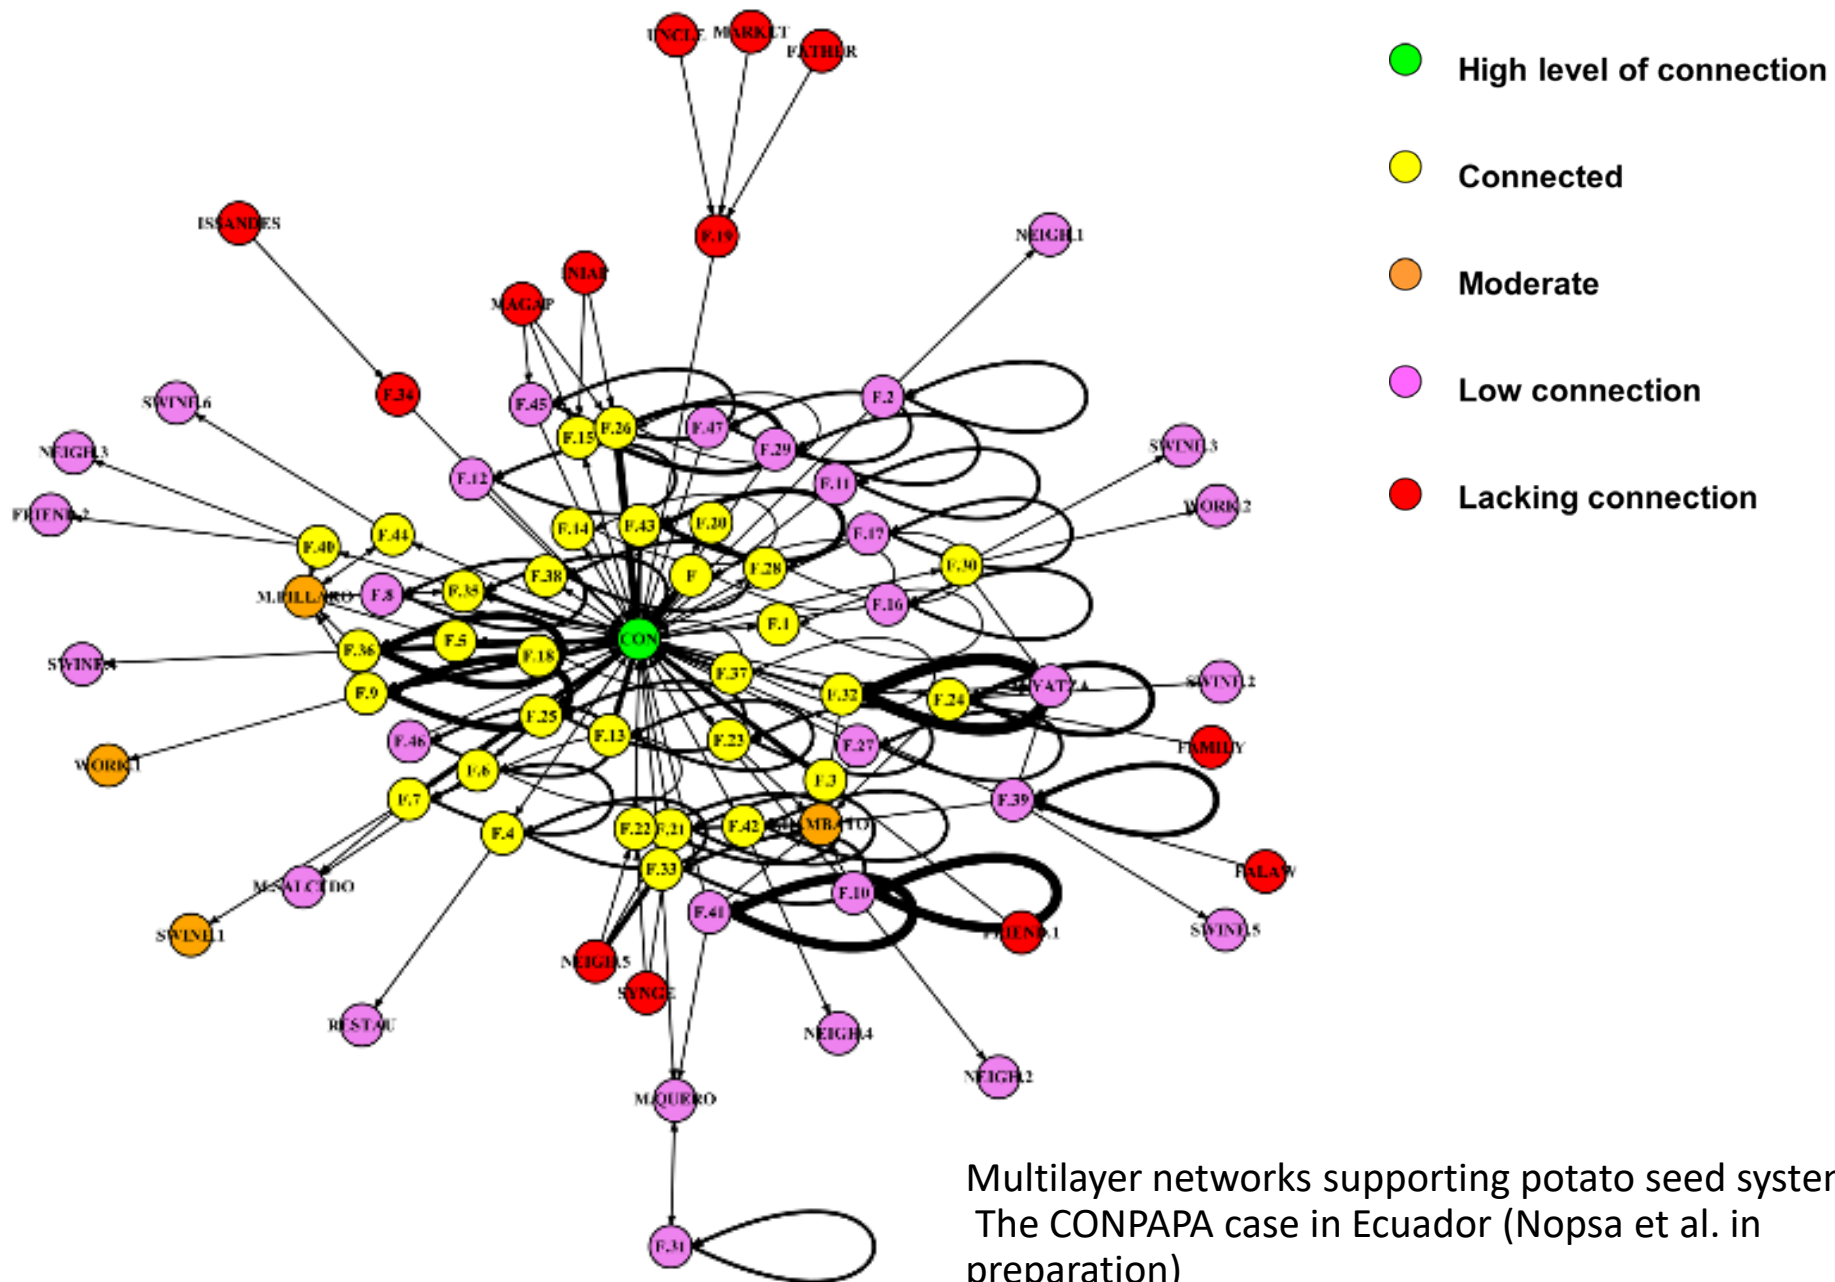 UNCLE
MARKET
FATHER
High level of connection
Connected
ISSANDES
F.19
NEIGH.1
INIAP
Moderate
MAGAP
F.34
Low connection
SWINE.6
F.45
F.2
F.15
F.26
F.47
F.29
SWINE.3
NEIGH.3
F.12
F.11
Lacking connection
FRIEND.2
WORK.2
F.40
F.44
F.14
F.43
F.20
F.17
F.30
M.PILLARO
F.8
F.35
F.38
F
F.28
F.16
F.1
F.36
F.5
F.18
CON
SWINE.4
F.9
F.37
F.32
F.24
SWINE.2
F.46
F.25
F.13
F.23
F.27
FAMILY
WORK.1
F.6
F.3
F.7
F.4
F.22
F.21
F.42
F.39
M.SALCEDO
F.33
F.10
FALAW
F.41
SWINE.1
FRIEND.1
SWINE.5
NEIGH.5
SYNGE
RESTAU
NEIGH.4
NEIGH.2
M.QUERO
F.31
Multilayer networks supporting potato seed system
The CONPAPA case in Ecuador (Nopsa et al. in
preparation)